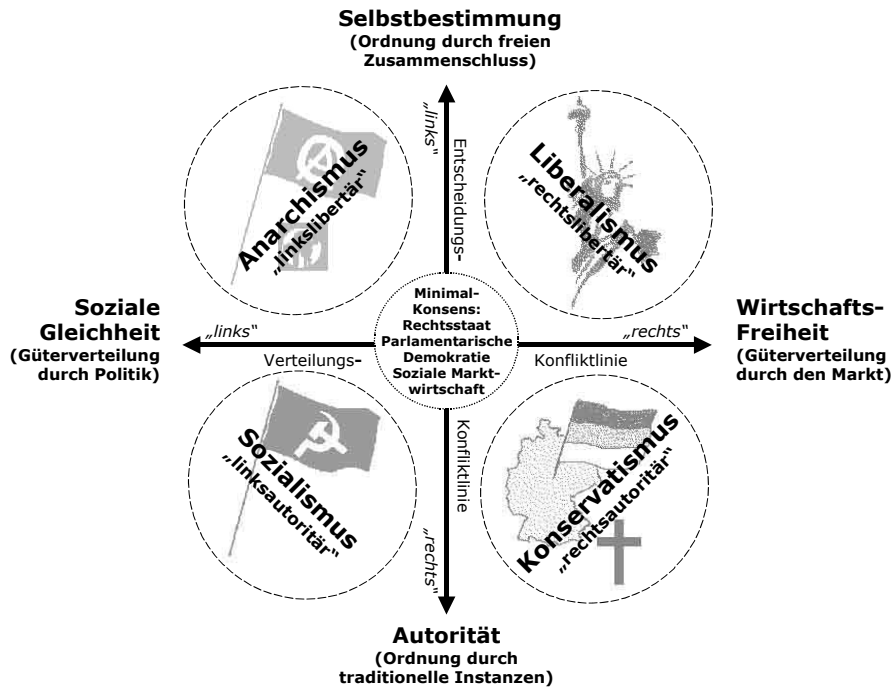 Selbstbestimmung
(Ordnung durch freien
Zusammenschluss)
„links“
Entscheidungs-
Anarchismus
„linkslibertär“
Liberalismus
„rechtslibertär“
Soziale
Gleichheit
(Güterverteilung
durch Politik)
„links“
Verteilungs-
Minimal-
Konsens:
Rechtsstaat
Parlamentarische
Demokratie
Soziale Markt-
wirtschaft
„rechts“
Konfliktlinie
Wirtschafts-
Freiheit
(Güterverteilung
durch den Markt)
Sozialismus
„linksautoritär“
Konfliktlinie
„rechts“
Konservatismus
„rechtsautoritär“
Autorität
(Ordnung durch
traditionelle Instanzen)